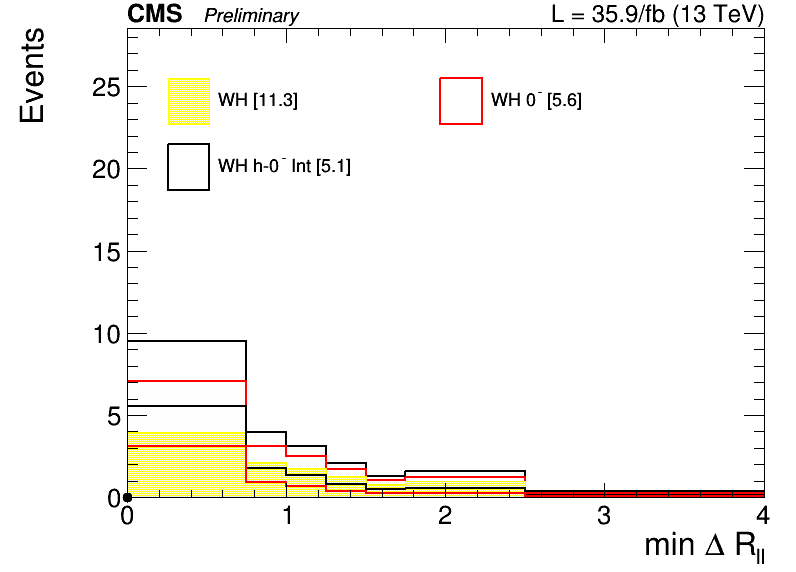 CMS Preliminary L = 35.9/fb (13 TeV)
Events
25
WH [11.3] WH 0⁻ [5.6]
20
WH h-0⁻ Int [5.1]
15
10
5
0
0 1 2 3 4
min Δ R_ll